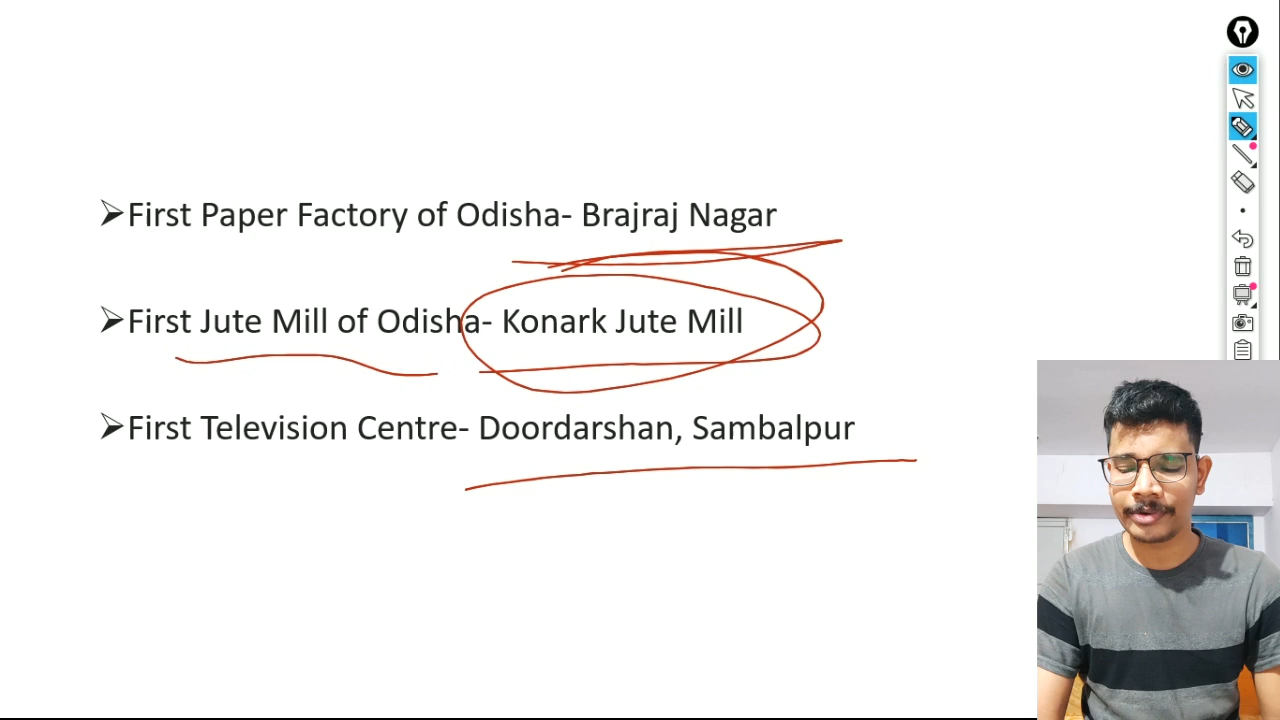 ➢First Paper Factory of Odisha- Brajraj Nagar
➢First Jute Mill of Odisha- Konark Jute Mill
➢First Television Centre- Doordarshan, Sambalpur